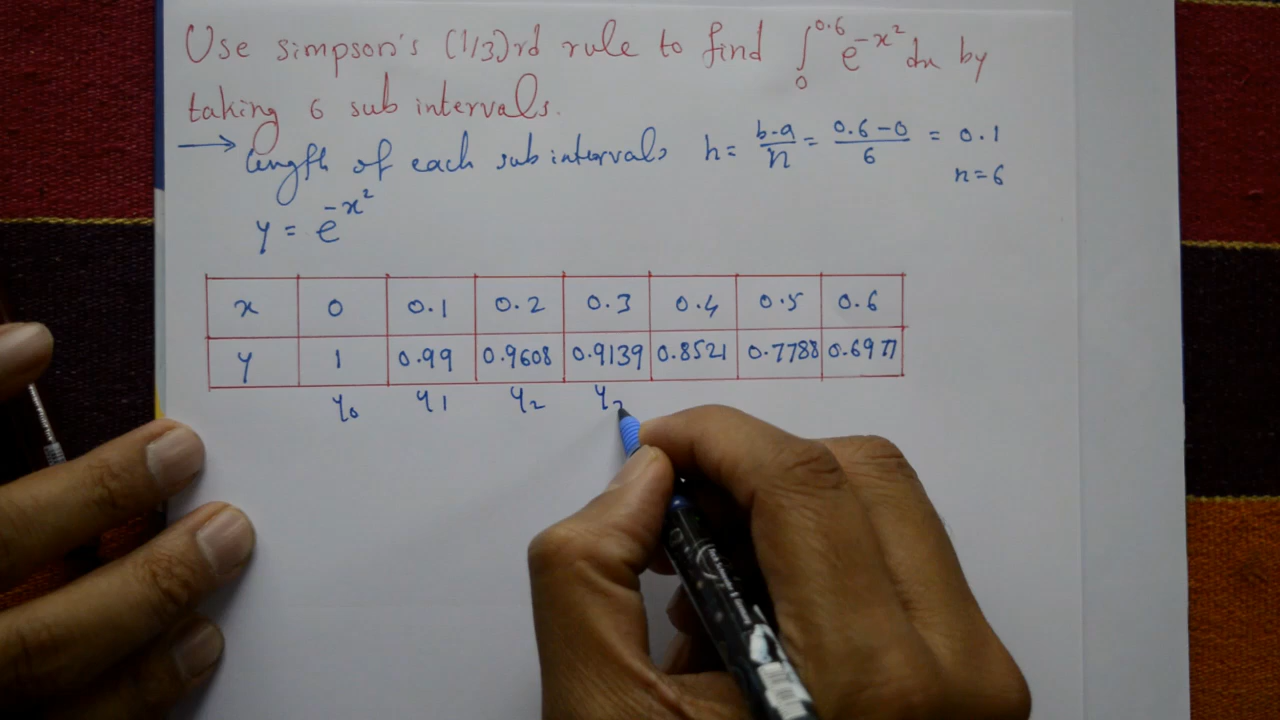 Use simpson's (1/3)rd rule to find ∫₀^0.6 e^-x² dx by
taking 6 sub intervals.
→ length of each sub intervals h = b-a/n = 0.6-0/6 = 0.1
n=6
y = e^-x²
x 0 0.1 0.2 0.3 0.4 0.5 0.6
y 1 0.99 0.9608 0.9139 0.8521 0.7788 0.6977
y₀ y₁ y₂ y₃